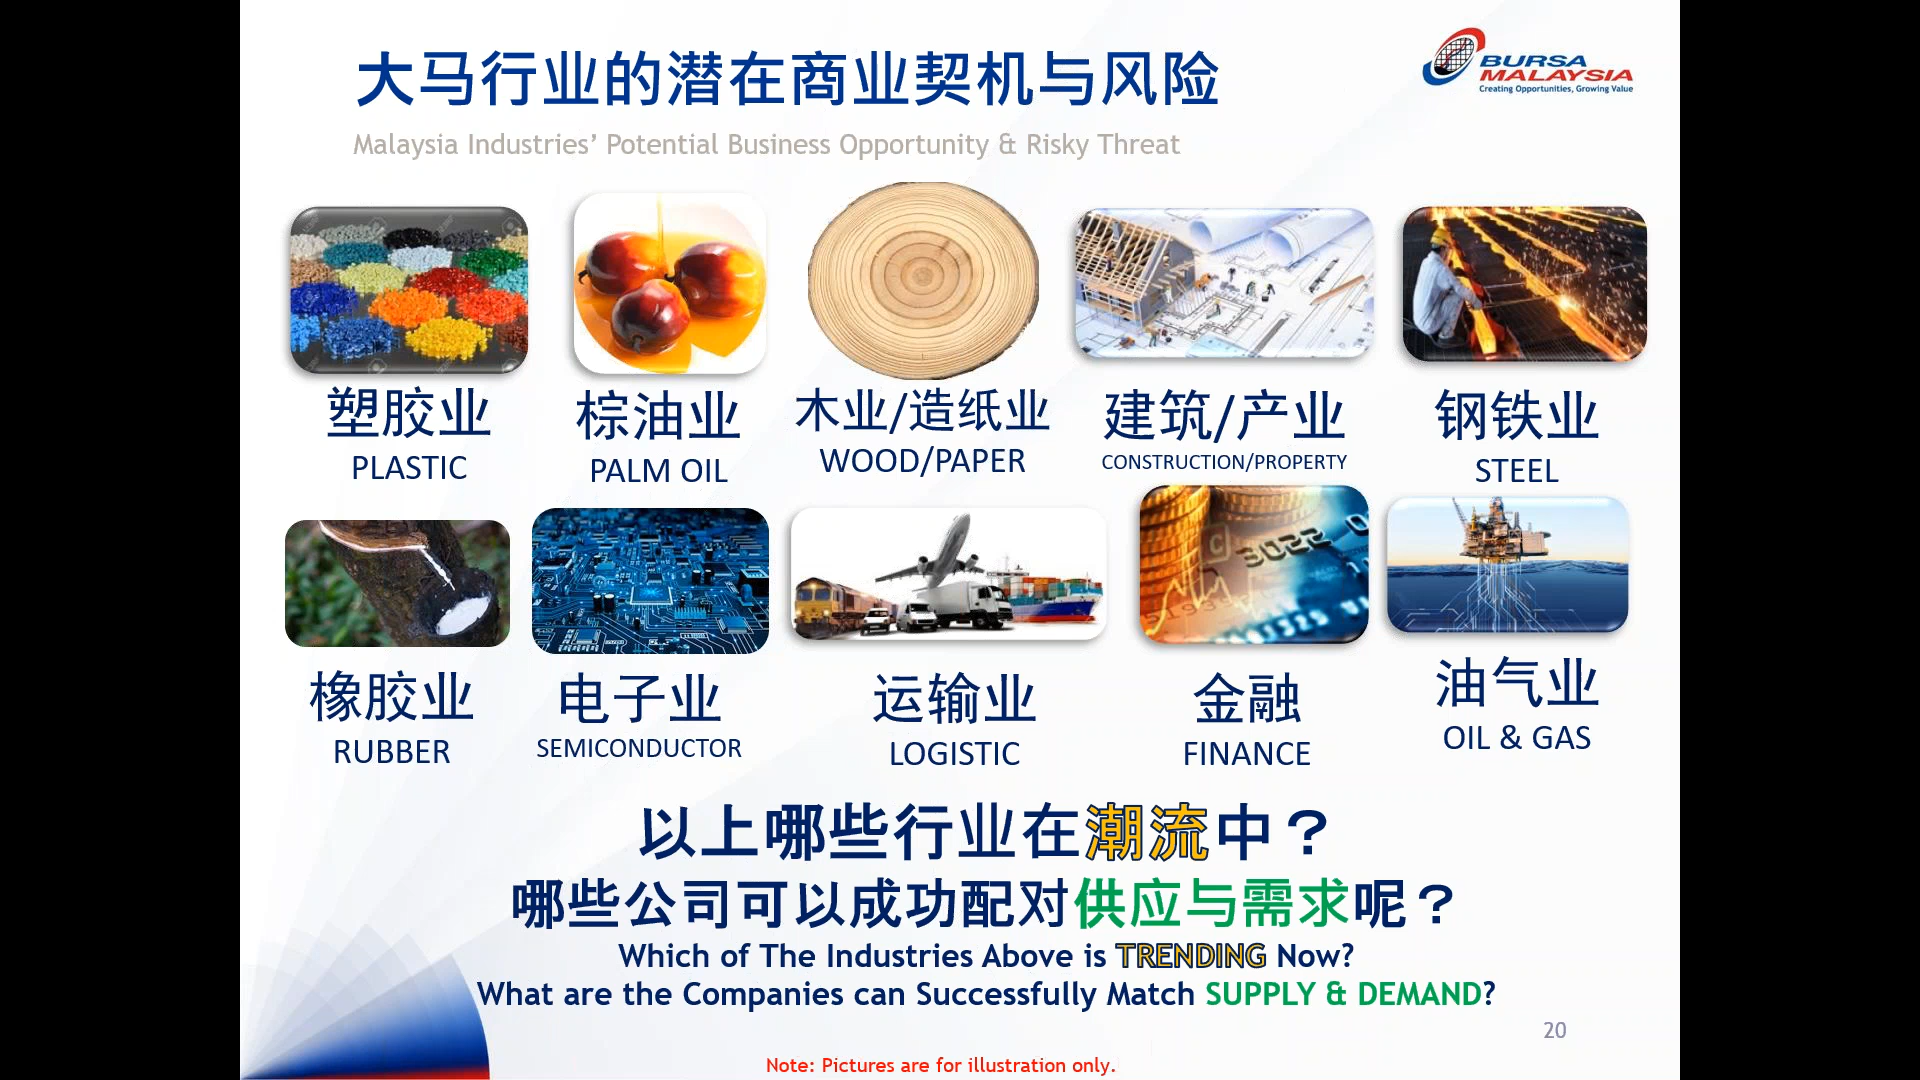 大马行业的潜在商业契机与风险
BURSA
MALAYSIA
Creating Opportunities, Growing Value
Malaysia Industries’ Potential Business Opportunity & Risky Threat
塑胶业
PLASTIC
棕油业
PALM OIL
木业/造纸业
WOOD/PAPER
建筑/产业
CONSTRUCTION/PROPERTY
钢铁业
STEEL
3022
橡胶业
RUBBER
电子业
SEMICONDUCTOR
运输业
LOGISTIC
金融
FINANCE
油气业
OIL & GAS
以上哪些行业在潮流中？
哪些公司可以成功配对供应与需求呢？
Which of The Industries Above is TRENDING Now?
What are the Companies can Successfully Match SUPPLY & DEMAND?
20
Note: Pictures are for illustration only.